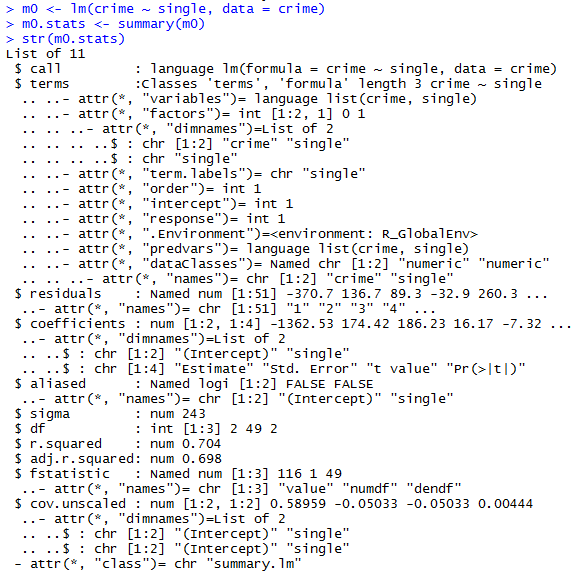 > m0 <- lm(crime ~ single, data = crime)
> m0.stats <- summary(m0)
> str(m0.stats)
List of 11
 $ call         : language lm(formula = crime ~ single, data = crime)
 $ terms        :Classes 'terms', 'formula' length 3 crime ~ single
  .. ..- attr(*, "variables")= language list(crime, single)
  .. ..- attr(*, "factors")= int [1:2, 1] 0 1
  .. .. ..- attr(*, "dimnames")=List of 2
  .. .. .. ..$ : chr [1:2] "crime" "single"
  .. .. .. ..$ : chr "single"
  .. ..- attr(*, "term.labels")= chr "single"
  .. ..- attr(*, "order")= int 1
  .. ..- attr(*, "intercept")= int 1
  .. ..- attr(*, "response")= int 1
  .. ..- attr(*, ".Environment")=<environment: R_GlobalEnv>
  .. ..- attr(*, "predvars")= language list(crime, single)
  .. ..- attr(*, "dataClasses")= Named chr [1:2] "numeric" "numeric"
  .. .. ..- attr(*, "names")= chr [1:2] "crime" "single"
 $ residuals    : Named num [1:51] -370.7 136.7 89.3 -32.9 260.3 ...
  ..- attr(*, "names")= chr [1:51] "1" "2" "3" "4" ...
 $ coefficients : num [1:2, 1:4] -1362.53 174.42 186.23 16.17 -7.32 ...
  ..- attr(*, "dimnames")=List of 2
  .. ..$ : chr [1:2] "(Intercept)" "single"
  .. ..$ : chr [1:4] "Estimate" "Std. Error" "t value" "Pr(>|t|)"
 $ aliased      : Named logi [1:2] FALSE FALSE
  ..- attr(*, "names")= chr [1:2] "(Intercept)" "single"
 $ sigma        : num 243
 $ df           : int [1:3] 2 49 2
 $ r.squared    : num 0.704
 $ adj.r.squared: num 0.698
 $ fstatistic   : Named num [1:3] 116 1 49
  ..- attr(*, "names")= chr [1:3] "value" "numdf" "dendf"
 $ cov.unscaled : num [1:2, 1:2] 0.58959 -0.05033 -0.05033 0.00444
  ..- attr(*, "dimnames")=List of 2
  .. ..$ : chr [1:2] "(Intercept)" "single"
  .. ..$ : chr [1:2] "(Intercept)" "single"
 - attr(*, "class")= chr "summary.lm"